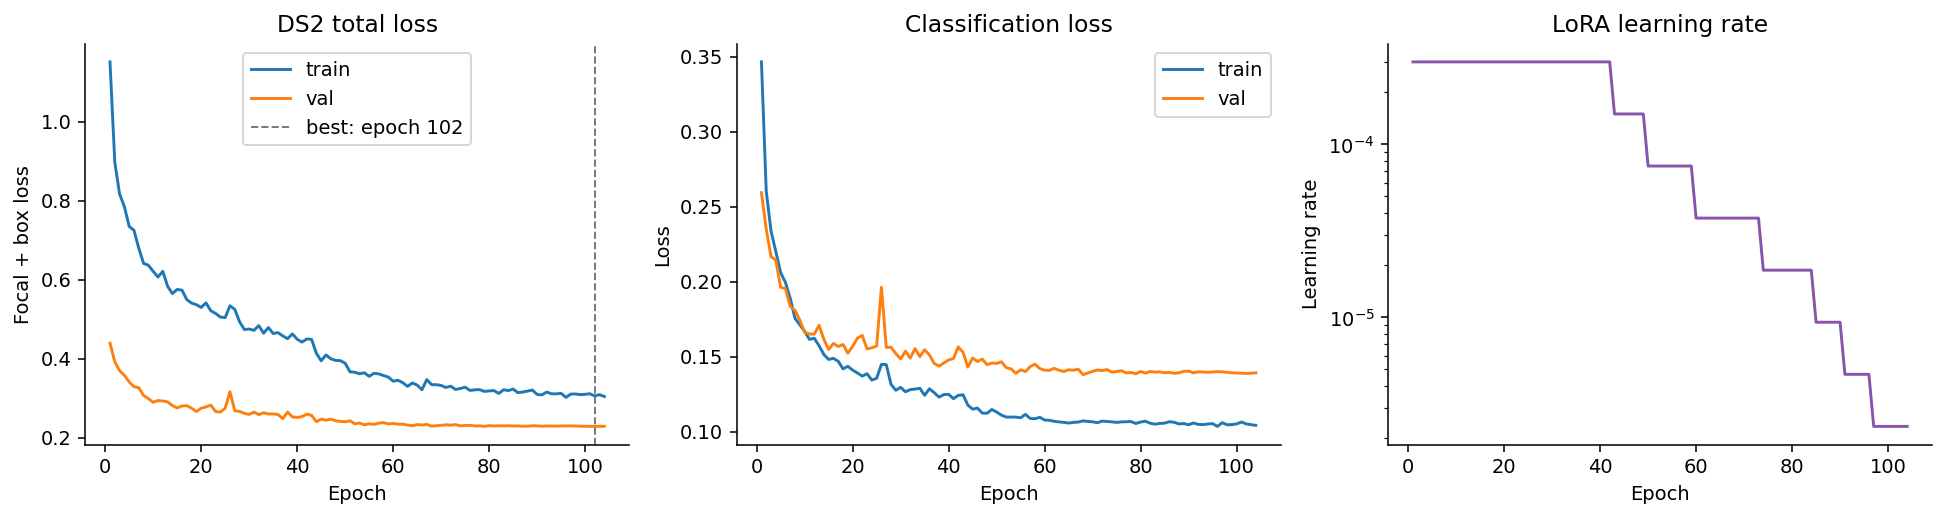 DS2 total loss
Focal + box loss
1.0
0.8
0.6
0.4
0.2
train
val
best: epoch 102
0 20 40 60 80 100
Epoch
Classification loss
Loss
0.35
0.30
0.25
0.20
0.15
0.10
train
val
0 20 40 60 80 100
Epoch
LoRA learning rate
Learning rate
10⁻⁴
10⁻⁵
0 20 40 60 80 100
Epoch